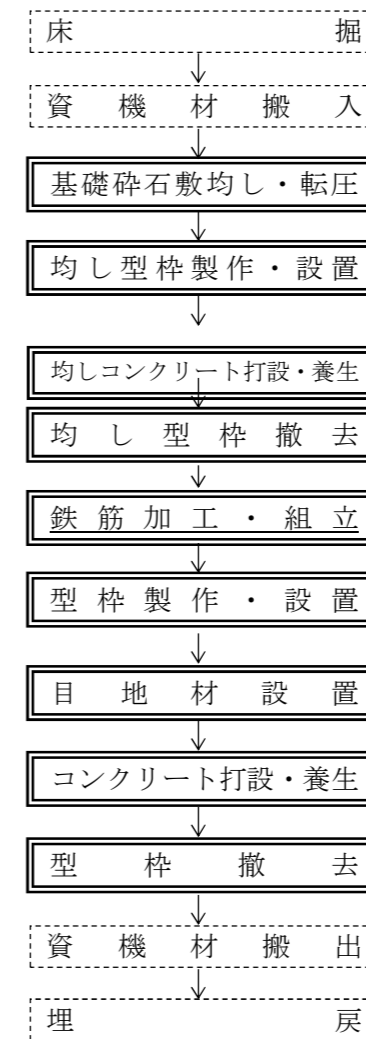 床掘
資機材搬入
基礎砕石敷均し・転圧
均し型枠製作・設置
均しコンクリート打設・養生
均し型枠撤去
鉄筋加工・組立
型枠製作・設置
目地材設置
コンクリート打設・養生
型枠撤去
資機材搬出
埋戻